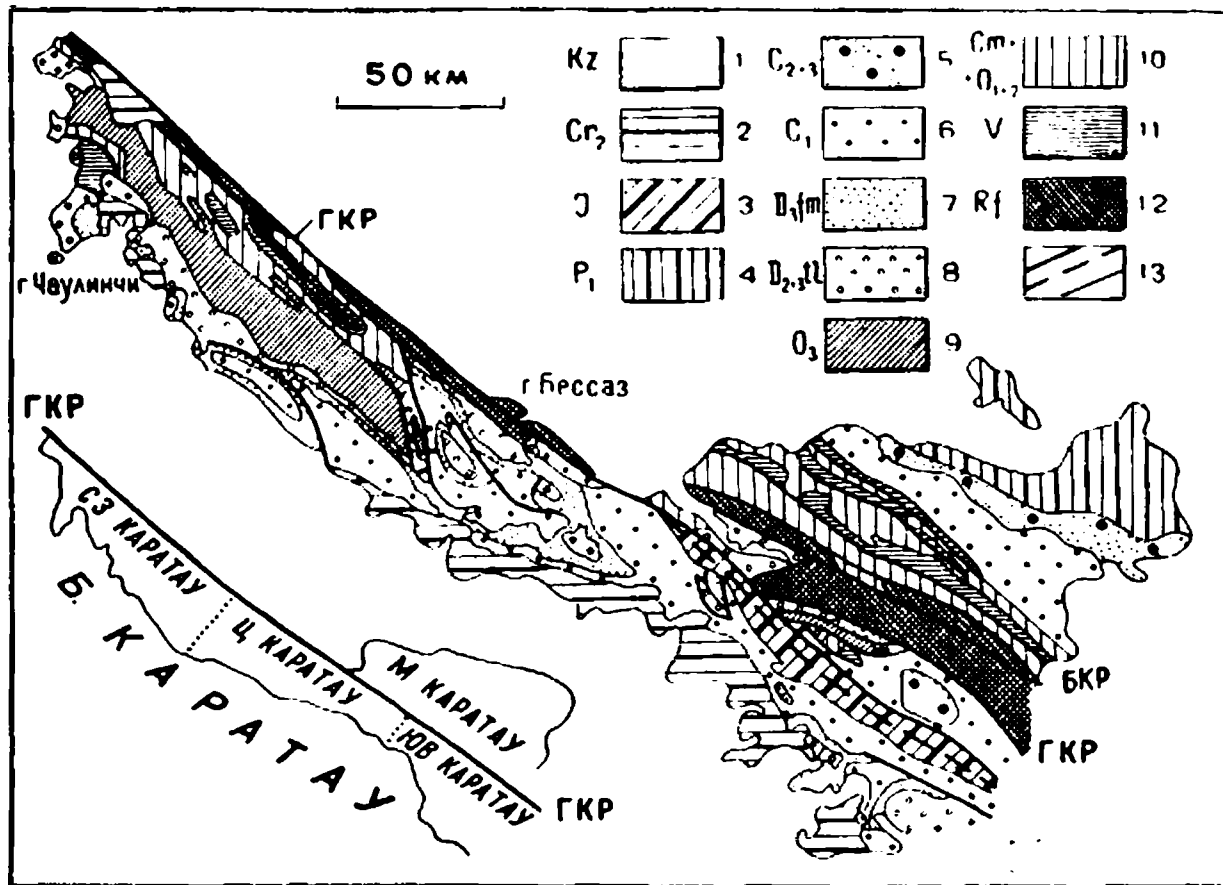 50 км
Kz 1
Cr₂ 2
J 3
P₁ 4
C₂₊₃ 5
C₁ 6
D₃fm 7
D₂₊₃tl 8
O₃ 9
Cm+
+O₁₊₂ 10
V 11
Rf 12
13
ГКР
г Чаулинчи
г Бессаз
БКР
ГКР
ГКР
СЗ КАРАТАУ
Ц. КАРАТАУ
М КАРАТАУ
ЮВ КАРАТАУ
Б. КАРАТАУ
ГКР